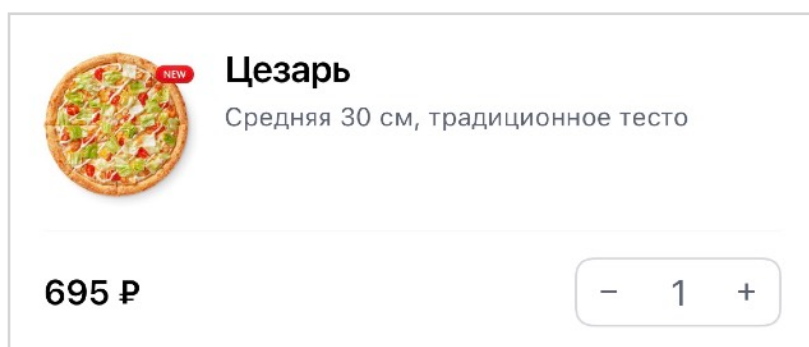 NEW
Цезарь
Средняя 30 см, традиционное тесто
695 ₽
− 1 +